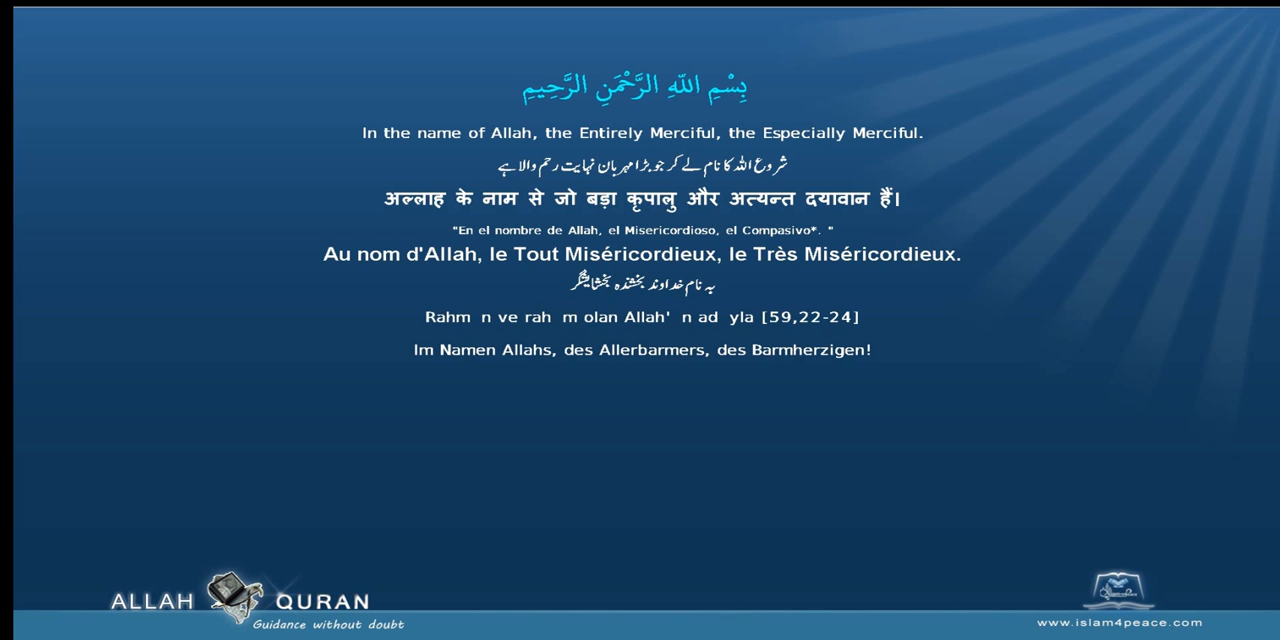 بِسْمِ اللّهِ الرَّحْمَنِ الرَّحِيمِ
In the name of Allah, the Entirely Merciful, the Especially Merciful.
شروع الله کا نام لے کر جو بڑا مہربان نہایت رحم والا ہے
अल्लाह के नाम से जो बड़ा कृपालु और अत्यन्त दयावान हैं।
"En el nombre de Allah, el Misericordioso, el Compasivo*. "
Au nom d'Allah, le Tout Miséricordieux, le Très Miséricordieux.
به نام خداوند بخشنده بخشایشگر
Rahm n ve rah m olan Allah' n ad yla [59,22-24]
Im Namen Allahs, des Allerbarmers, des Barmherzigen!
ALLAH QURAN
Guidance without doubt
www.islam4peace.com